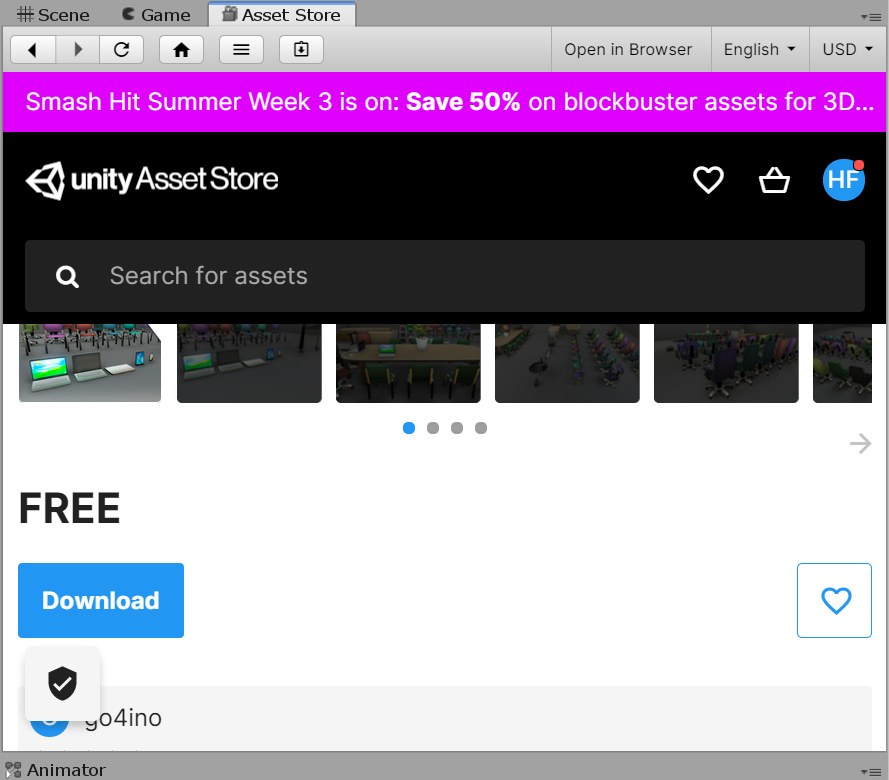 Scene Game Asset Store
Open in Browser English USD
Smash Hit Summer Week 3 is on: Save 50% on blockbuster assets for 3D...
unity Asset Store
HF
Search for assets
FREE
Download
go4ino
Animator